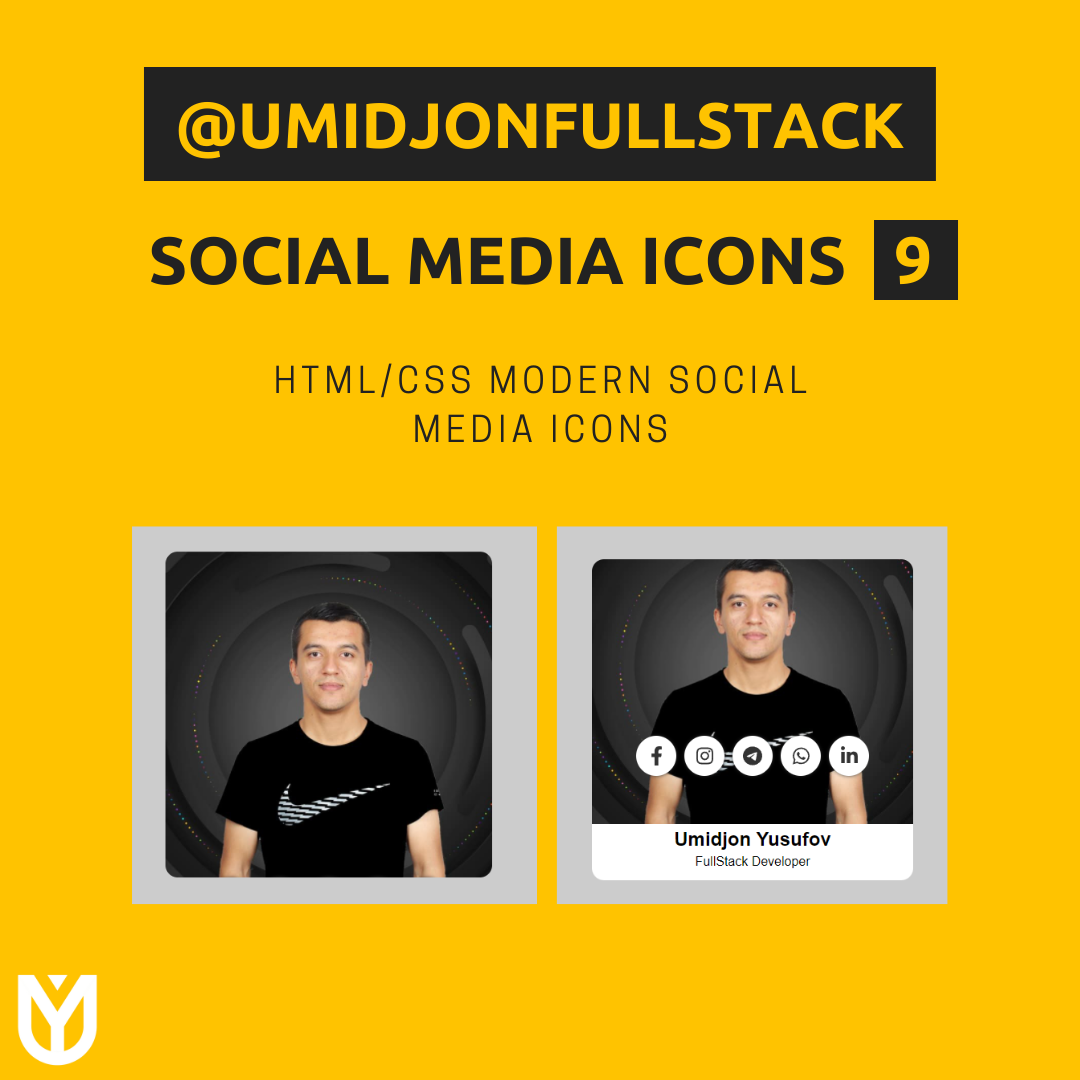 @UMIDJONFULLSTACK
SOCIAL MEDIA ICONS 9
HTML/CSS MODERN SOCIAL
MEDIA ICONS
Umidjon Yusufov
FullStack Developer